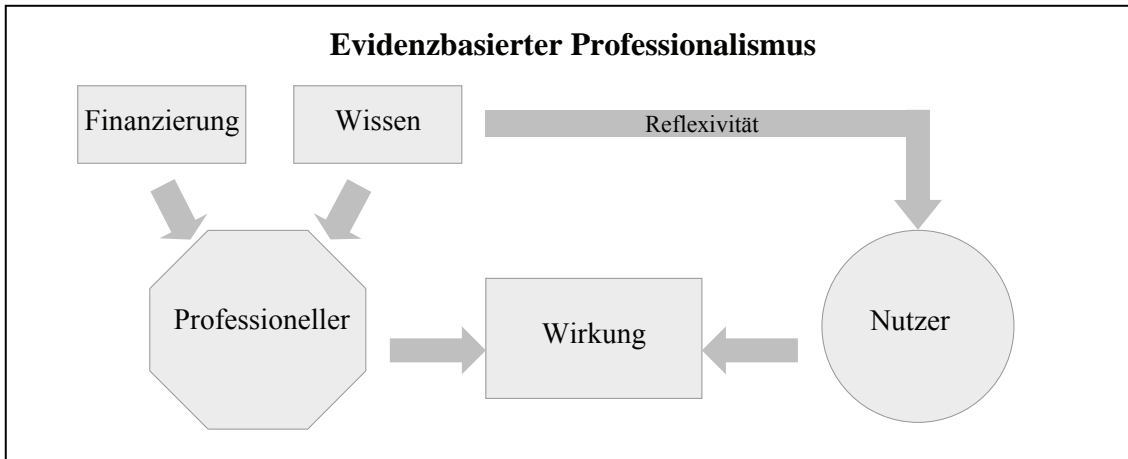 Evidenzbasierter Professionalismus
Finanzierung
Wissen
Reflexivität
Professioneller
Wirkung
Nutzer